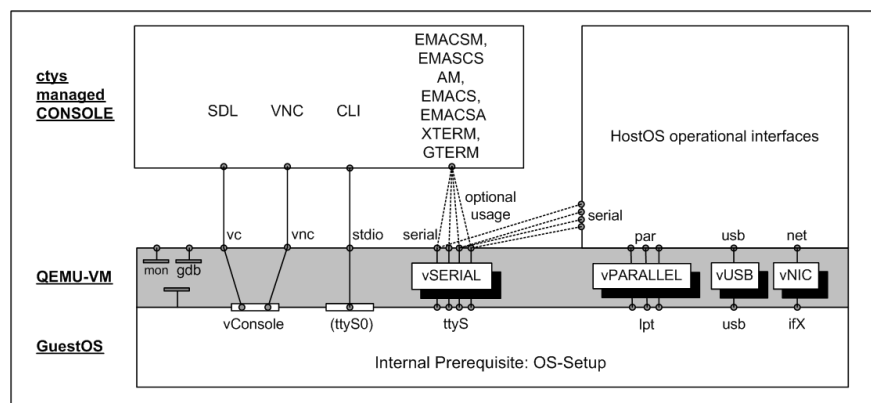 ctys
managed
CONSOLE
SDL
VNC
CLI
EMACSM,
EMASCS
AM,
EMACS,
EMACSA
XTERM,
GTERM
HostOS operational interfaces
optional
usage
serial
vc
vnc
stdio
serial
par
usb
net
QEMU-VM
mon
gdb
vSERIAL
vPARALLEL
vUSB
vNIC
vConsole
(ttyS0)
ttyS
lpt
usb
ifX
GuestOS
Internal Prerequisite: OS-Setup